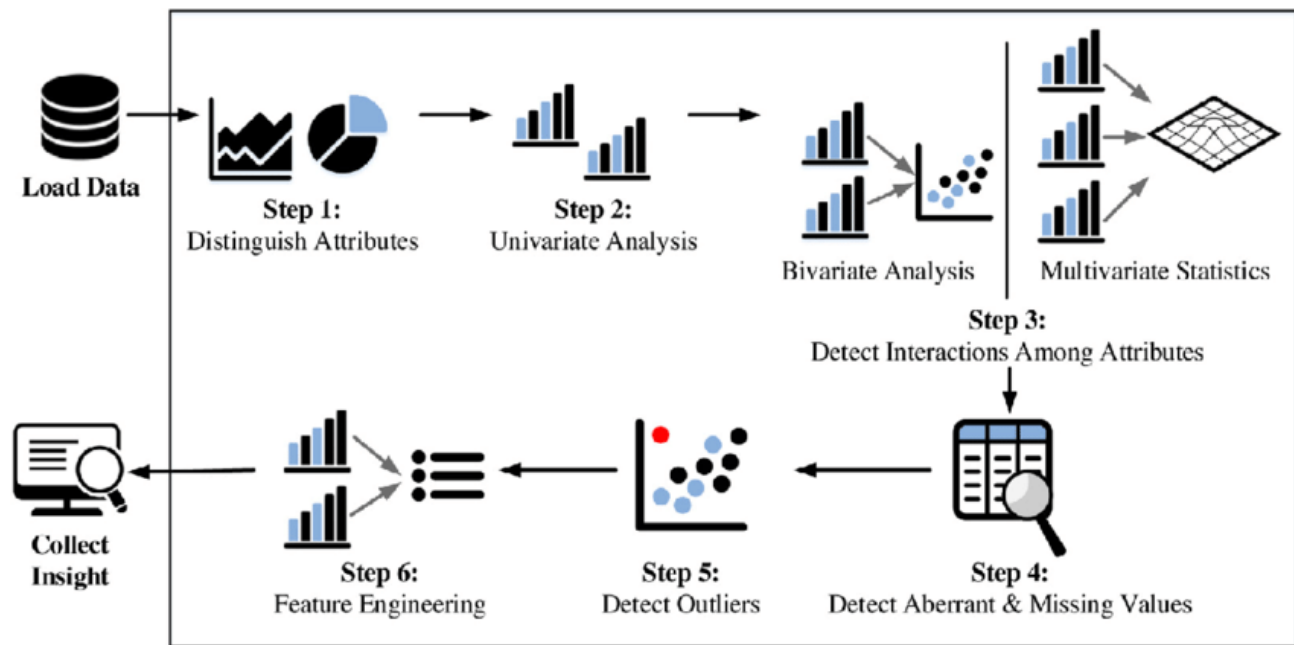 Load Data
Step 1:
Distinguish Attributes
Step 2:
Univariate Analysis
Bivariate Analysis
Multivariate Statistics
Step 3:
Detect Interactions Among Attributes
Step 4:
Detect Aberrant & Missing Values
Step 5:
Detect Outliers
Step 6:
Feature Engineering
Collect
Insight